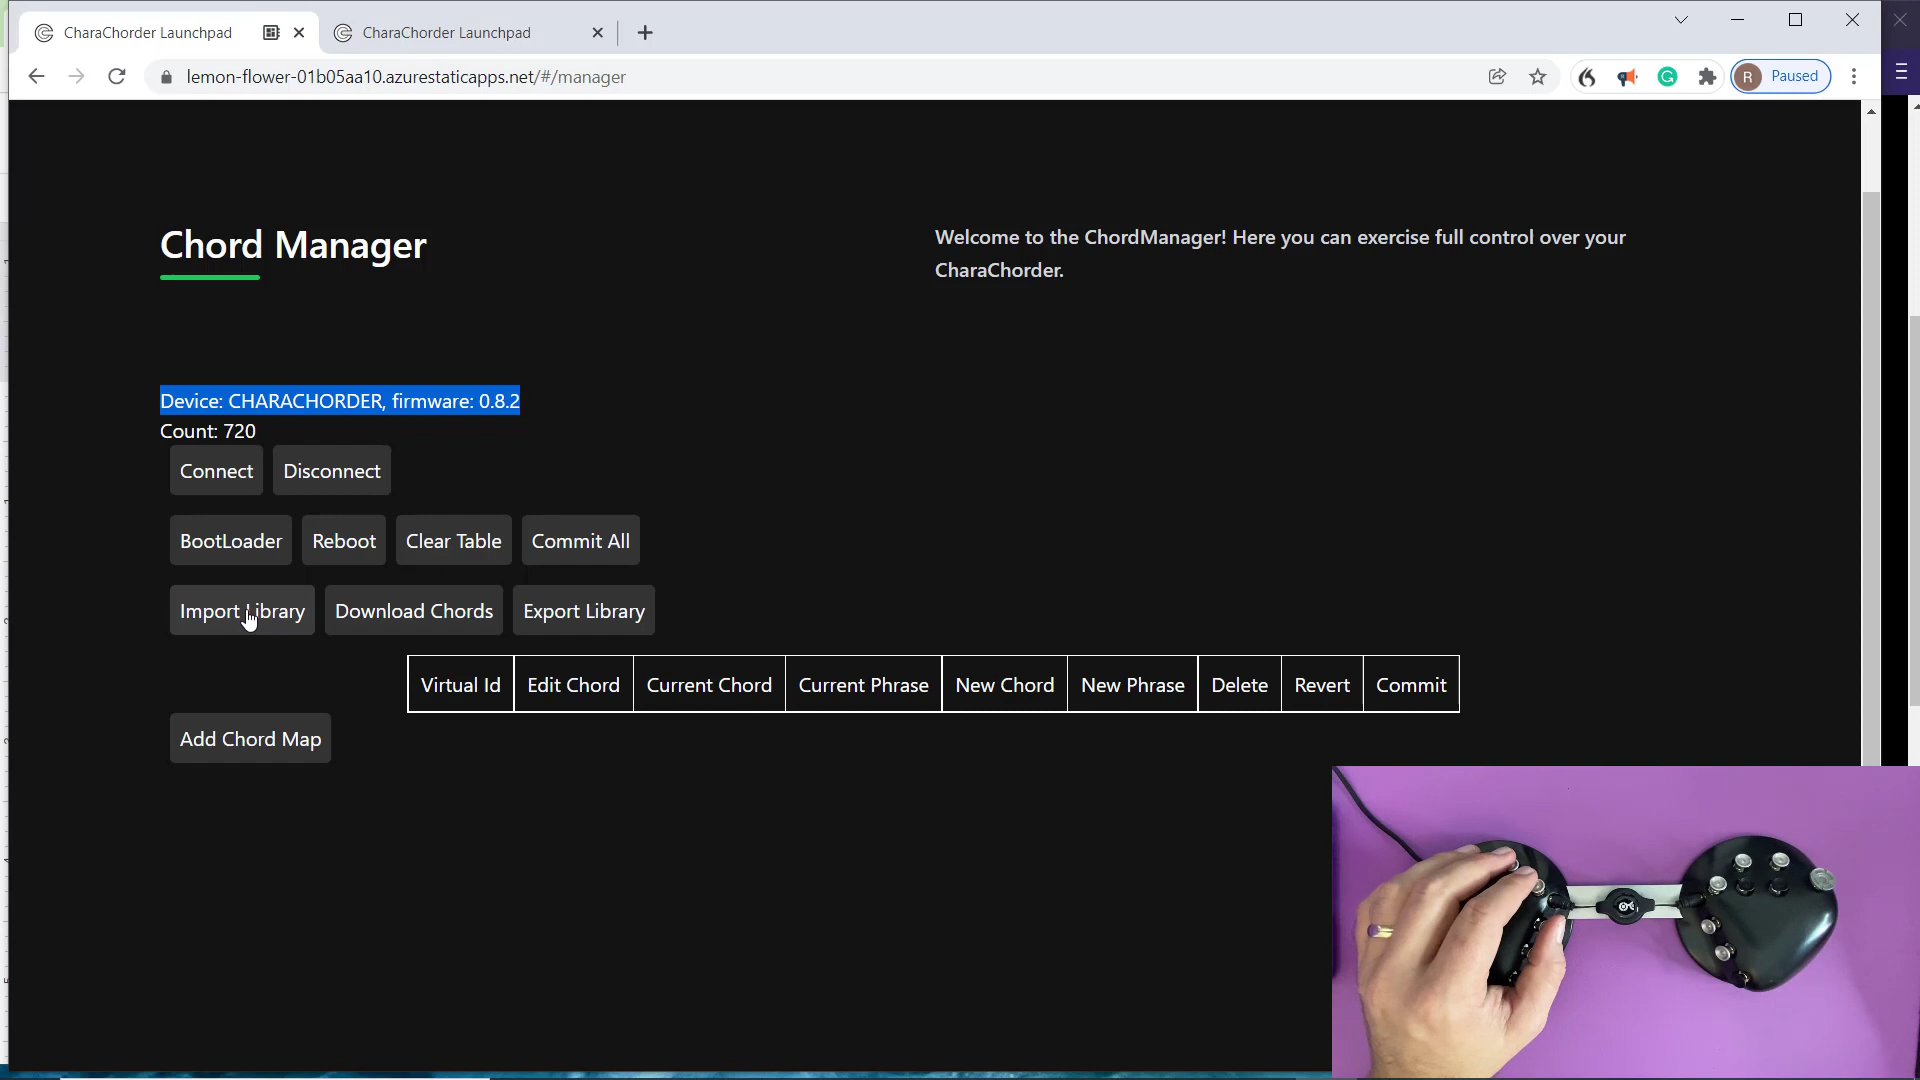 CharaChorder Launchpad
CharaChorder Launchpad
lemon-flower-01b05aa10.azurestaticapps.net/#/manager
R Paused
Chord Manager
Welcome to the ChordManager! Here you can exercise full control over your
CharaChorder.
Device: CHARACHORDER, firmware: 0.8.2
Count: 720
Connect Disconnect
BootLoader Reboot Clear Table Commit All
Import Library Download Chords Export Library
Virtual Id Edit Chord Current Chord Current Phrase New Chord New Phrase Delete Revert Commit
Add Chord Map